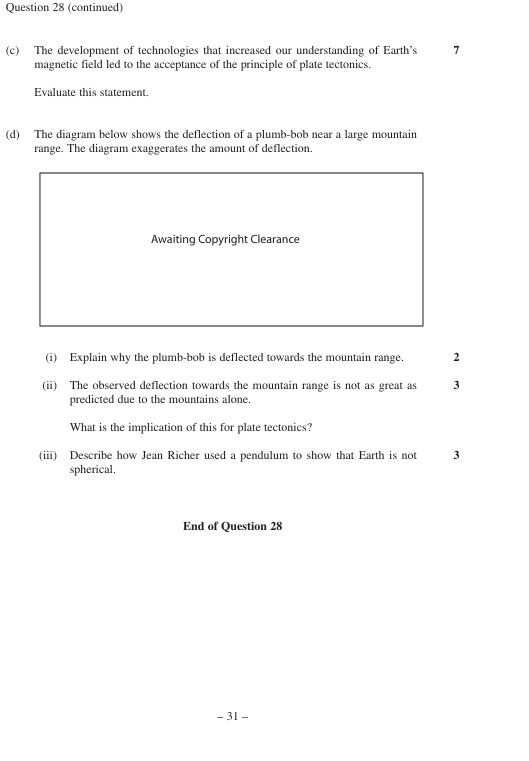 Question 28 (continued)
(c) The development of technologies that increased our understanding of Earth's 7
magnetic field led to the acceptance of the principle of plate tectonics.
Evaluate this statement.
(d) The diagram below shows the deflection of a plumb-bob near a large mountain
range. The diagram exaggerates the amount of deflection.
Awaiting Copyright Clearance
(i) Explain why the plumb-bob is deflected towards the mountain range. 2
(ii) The observed deflection towards the mountain range is not as great as 3
predicted due to the mountains alone.
What is the implication of this for plate tectonics?
(iii) Describe how Jean Richer used a pendulum to show that Earth is not 3
spherical.
End of Question 28
– 31 –